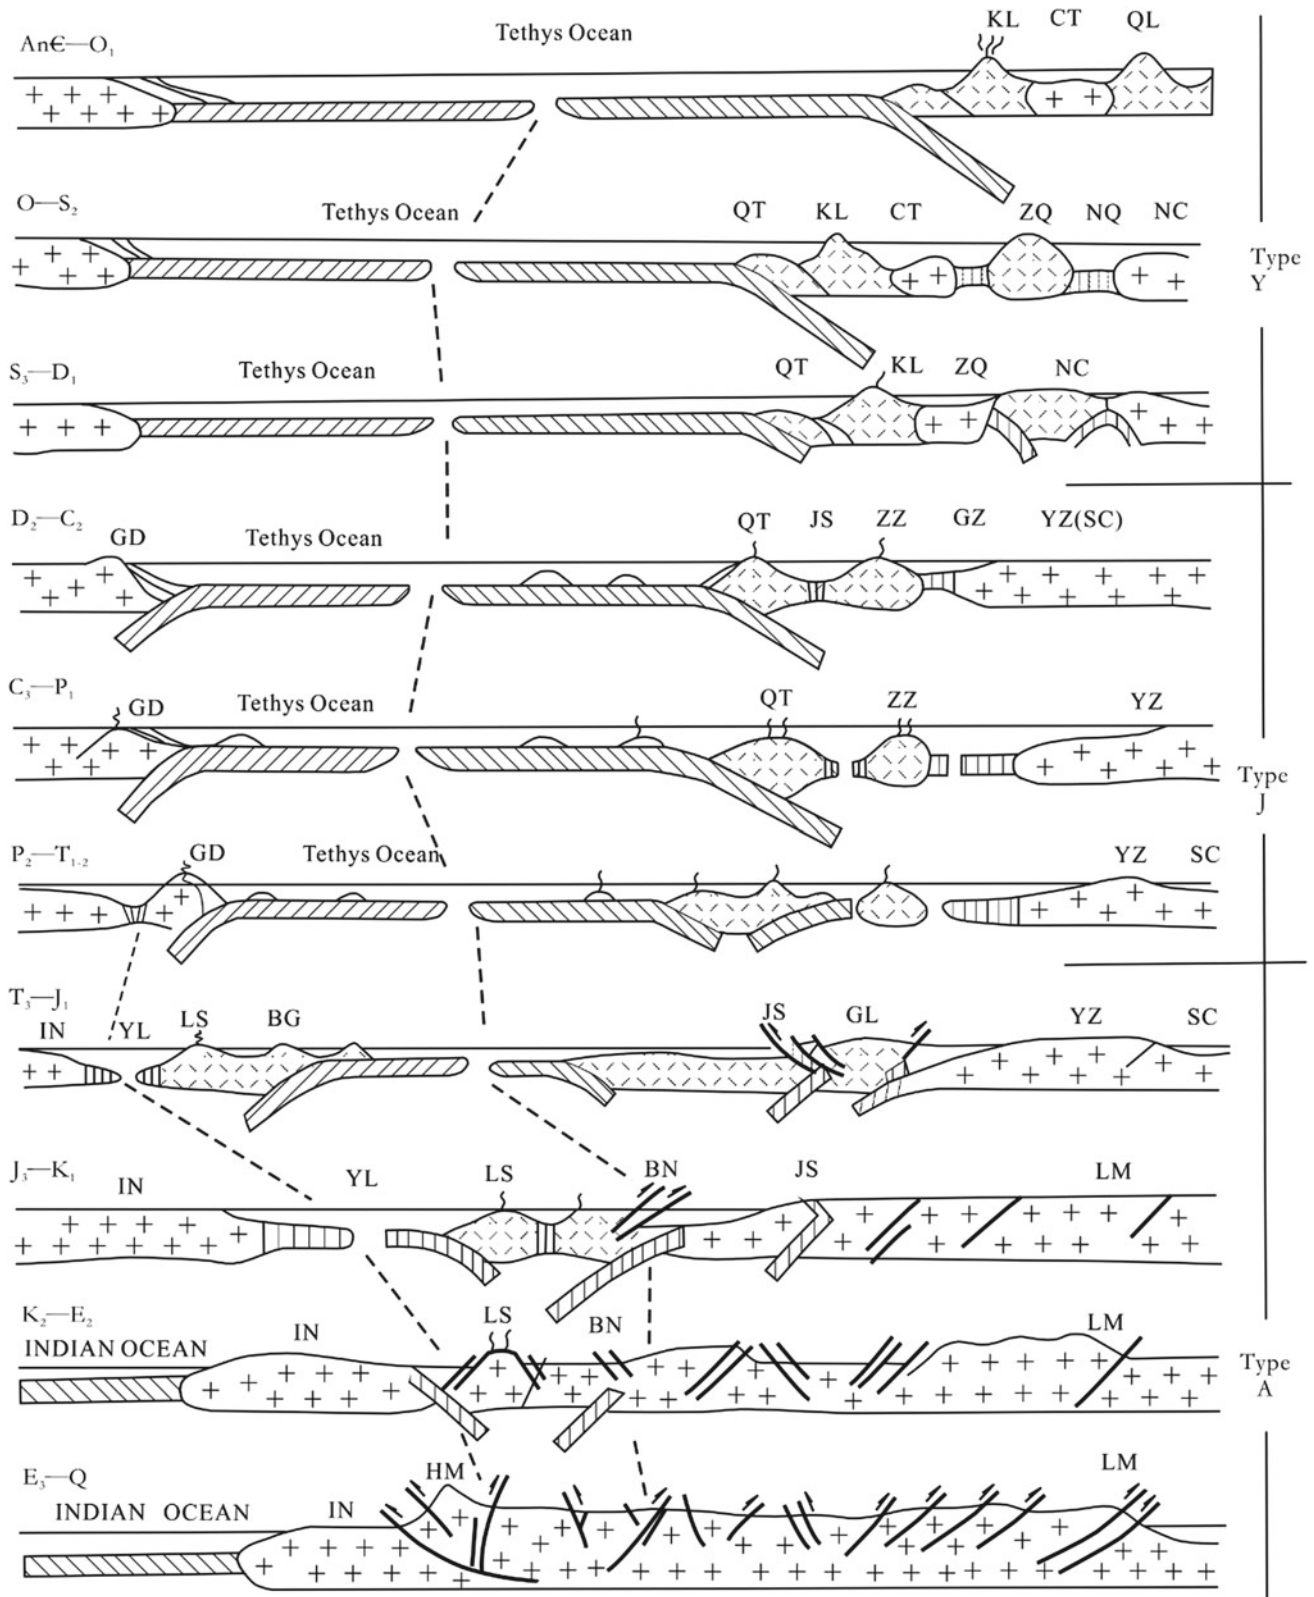 An€—O₁ Tethys Ocean KL CT QL
O—S₂ Tethys Ocean QT KL CT ZQ NQ NC
Type
Y
S₃—D₁ Tethys Ocean QT KL ZQ NC
D₂—C₂ GD Tethys Ocean QT JS ZZ GZ YZ(SC)
C₃—P₁ GD Tethys Ocean QT ZZ YZ
Type
J
P₂—T₁₋₂ GD Tethys Ocean YZ SC
T₃—J₁ IN YL LS BG JS GL YZ SC
J₃—K₁ IN YL LS BN JS LM
K₂—E₂
INDIAN OCEAN IN LS BN LM
Type
A
E₃—Q
INDIAN OCEAN IN HM LM